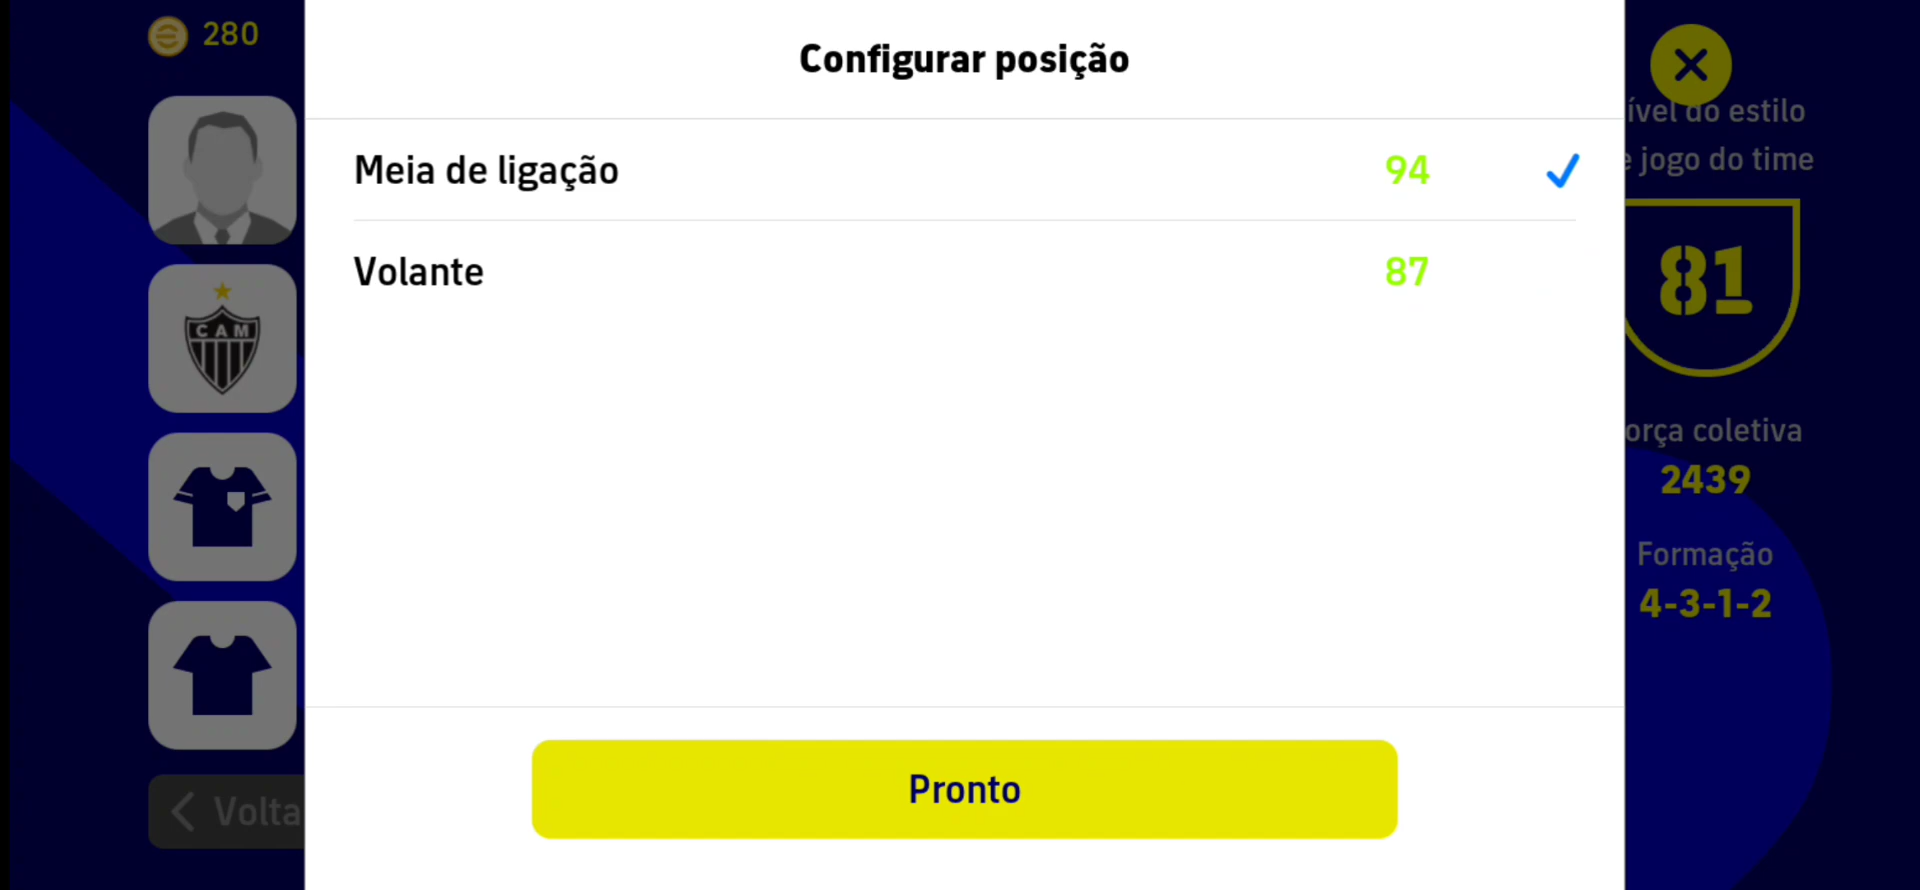 280
Configurar posição
Meia de ligação 94
Volante 87
CAM
ível do estilo
e jogo do time
81
orça coletiva
2439
Formação
4-3-1-2
Volta
Pronto